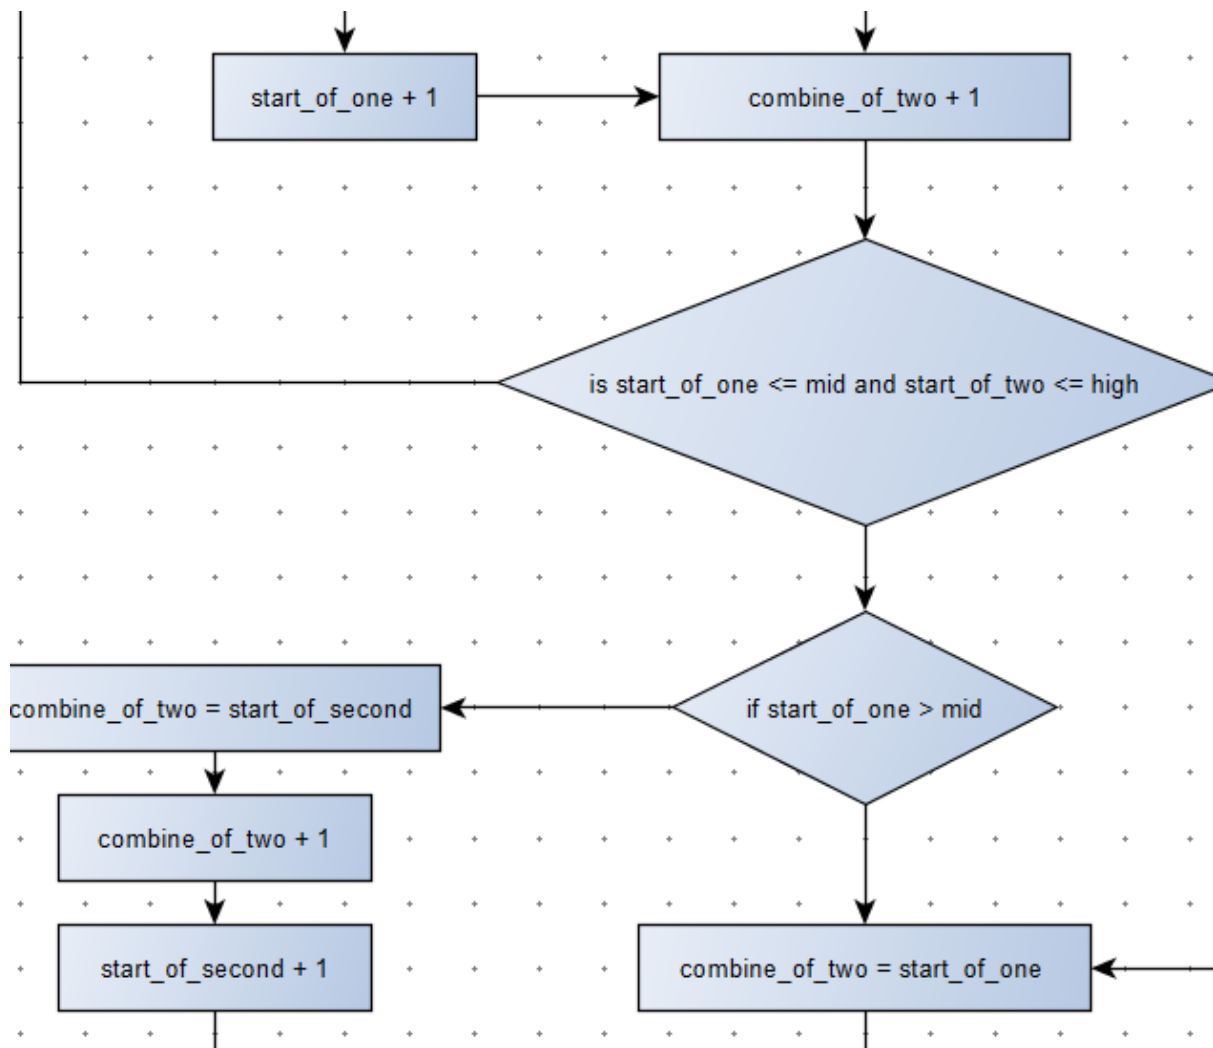 start_of_one + 1
combine_of_two + 1
is start_of_one <= mid and start_of_two <= high
if start_of_one > mid
combine_of_two = start_of_second
combine_of_two + 1
start_of_second + 1
combine_of_two = start_of_one